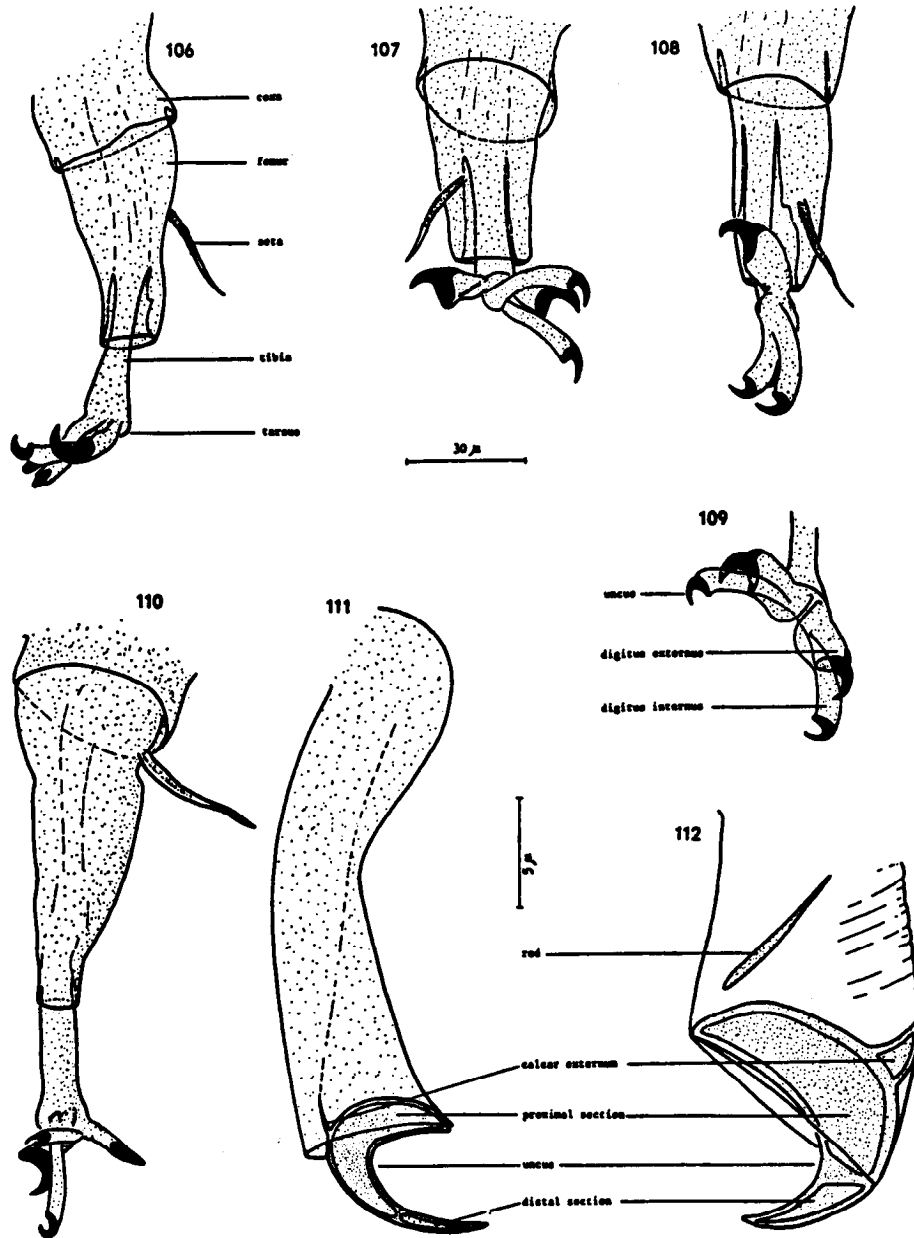 106
107
108
coxa
femur
seta
tibia
tarsus
30 μ
109
uncus
digitus externus
digitus internus
110
111
5 μ
112
rod
calcar externum
proximal section
uncus
distal section